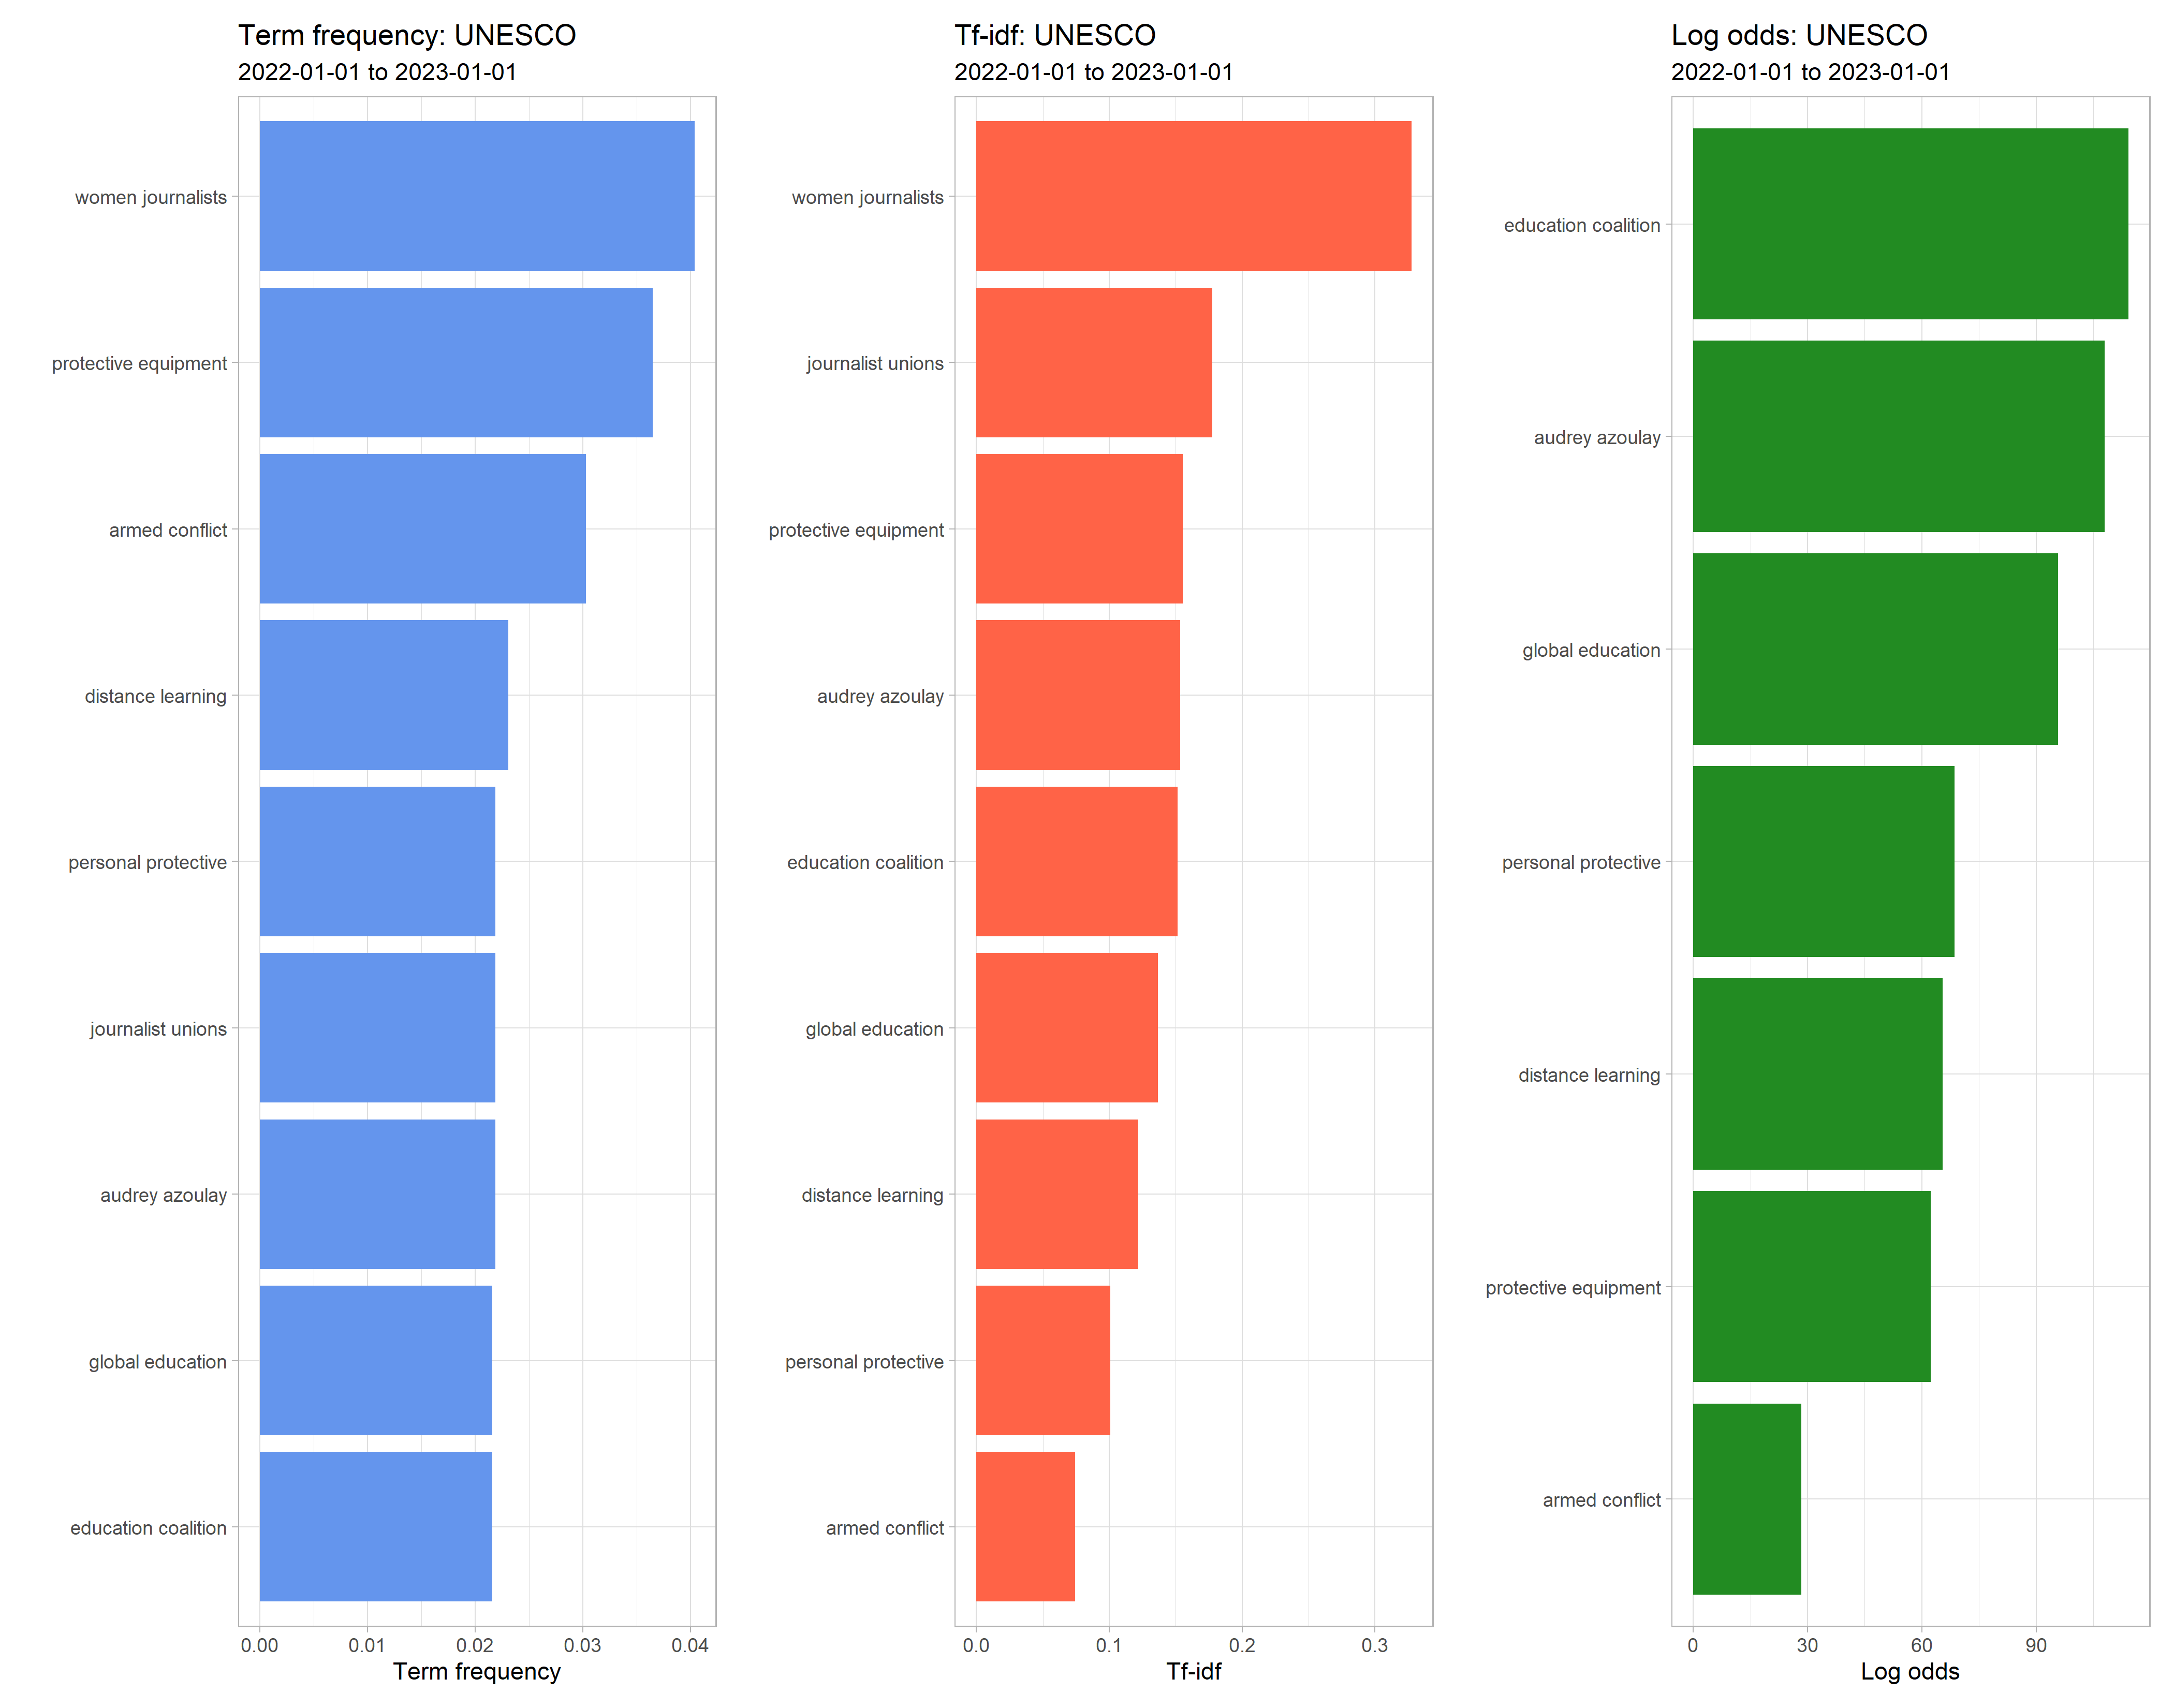 Term frequency: UNESCO
2022-01-01 to 2023-01-01
women journalists
protective equipment
armed conflict
distance learning
personal protective
journalist unions
audrey azoulay
global education
education coalition
0.00 0.01 0.02 0.03 0.04
Term frequency
Tf-idf: UNESCO
2022-01-01 to 2023-01-01
women journalists
journalist unions
protective equipment
audrey azoulay
education coalition
global education
distance learning
personal protective
armed conflict
0.0 0.1 0.2 0.3
Tf-idf
Log odds: UNESCO
2022-01-01 to 2023-01-01
education coalition
audrey azoulay
global education
personal protective
distance learning
protective equipment
armed conflict
0 30 60 90
Log odds